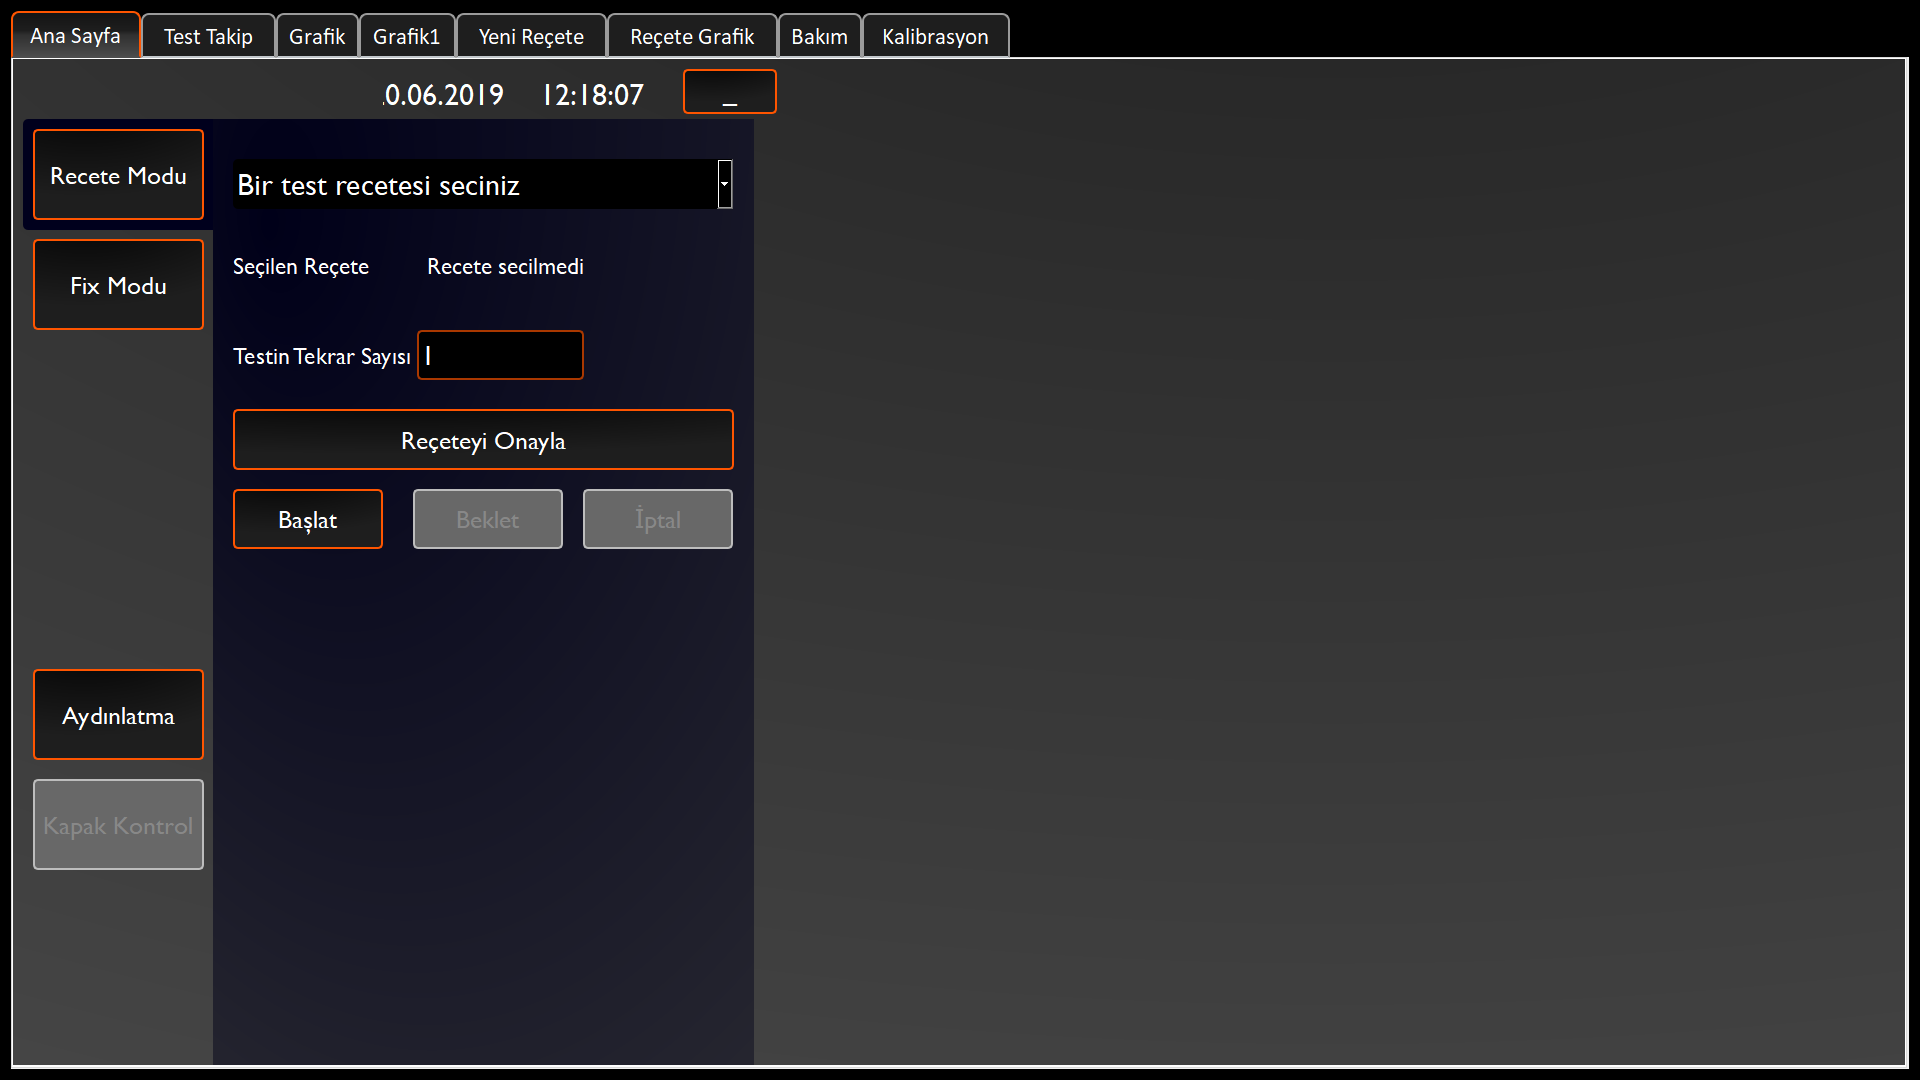 Ana Sayfa Test Takip Grafik Grafik1 Yeni Reçete Reçete Grafik Bakım Kalibrasyon
0.06.2019 12:18:07 _
Recete Modu
Bir test recetesi seciniz
Fix Modu
Seçilen Reçete Recete secilmedi
Testin Tekrar Sayısı 1
Reçeteyi Onayla
Başlat Beklet İptal
Aydınlatma
Kapak Kontrol